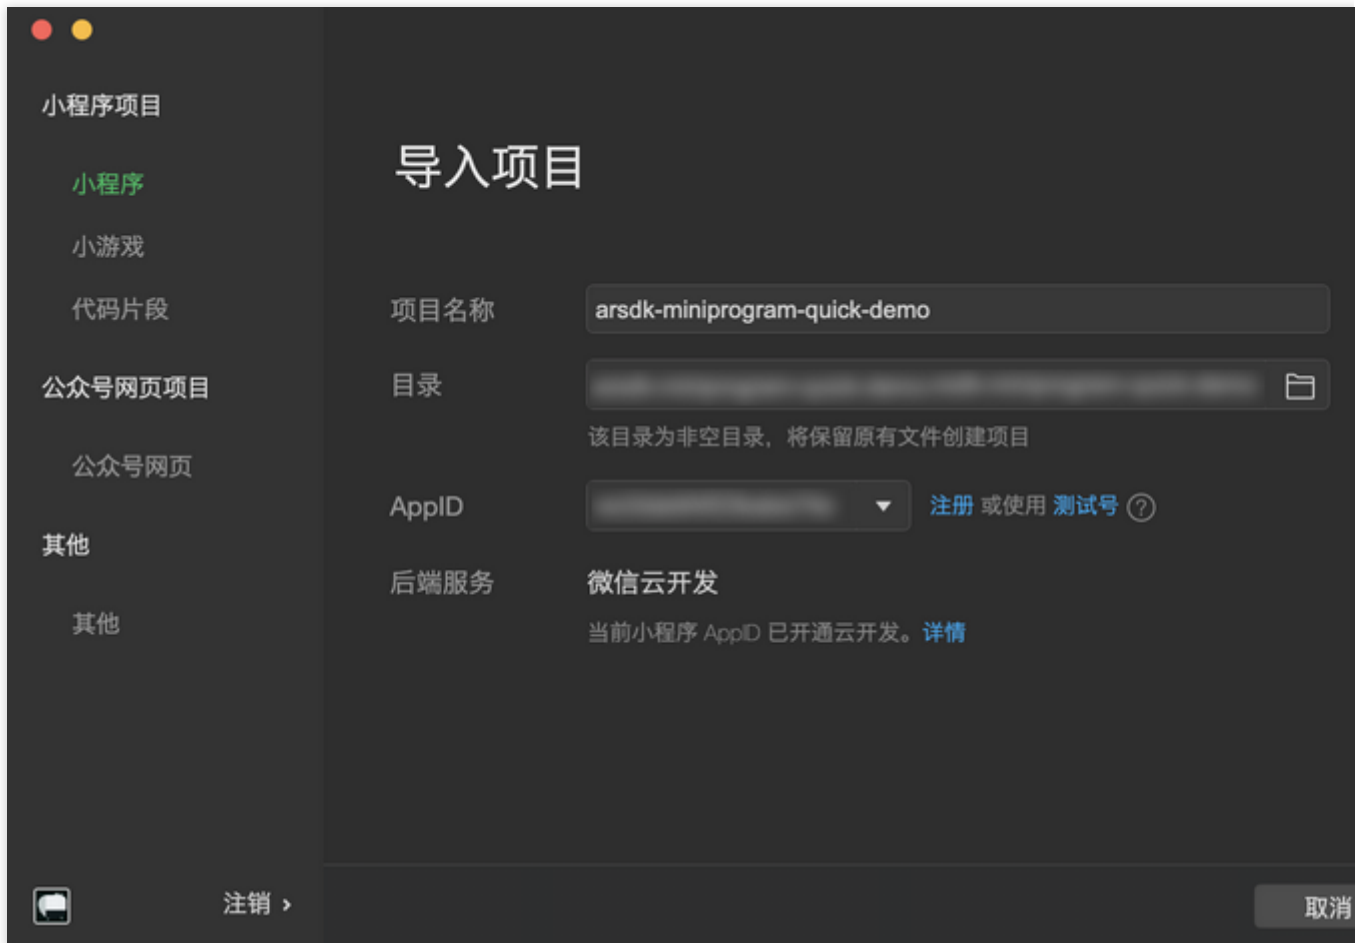 小程序项目
小程序
小游戏
代码片段
公众号网页项目
公众号网页
其他
其他
注销 ›
导入项目
项目名称 arsdk-miniprogram-quick-demo
目录
该目录为非空目录，将保留原有文件创建项目
AppID 注册 或使用 测试号 ?
后端服务 微信云开发
当前小程序 AppID 已开通云开发。详情
取消